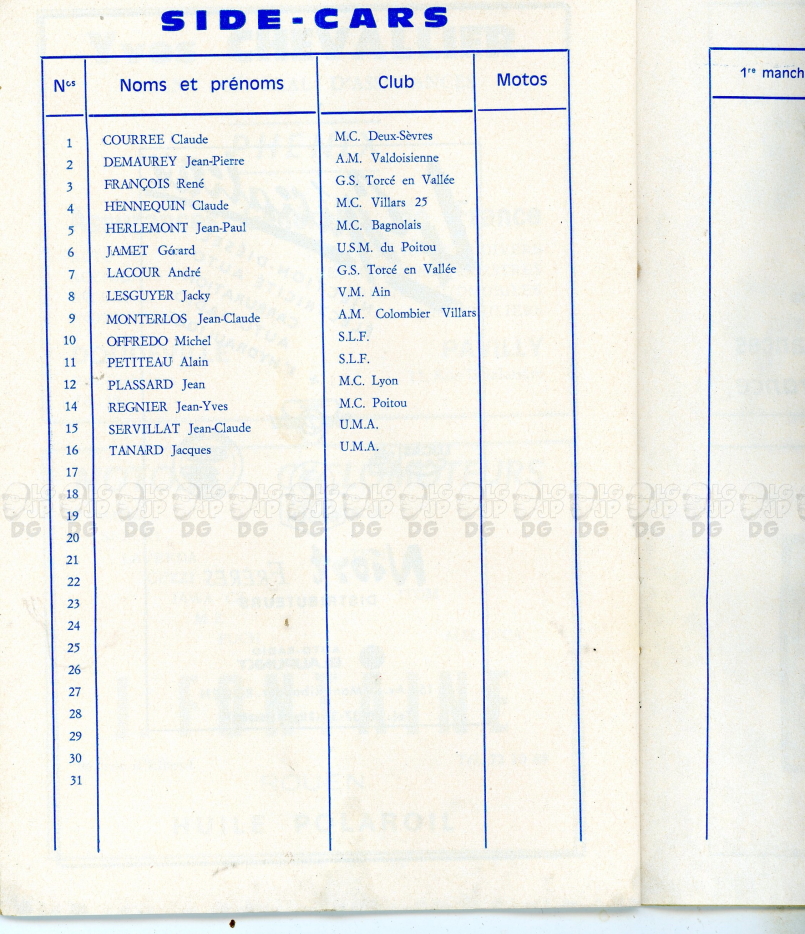 SIDE-CARS
Nos Noms et prénoms Club Motos
1 COURREE Claude M.C. Deux-Sèvres
2 DEMAUREY Jean-Pierre A.M. Valdoisienne
3 FRANÇOIS René G.S. Torcé en Vallée
4 HENNEQUIN Claude M.C. Villars 25
5 HERLEMONT Jean-Paul M.C. Bagnolais
6 JAMET Gérard U.S.M. du Poitou
7 LACOUR André G.S. Torcé en Vallée
8 LESGUYER Jacky V.M. Ain
9 MONTERLOS Jean-Claude A.M. Colombier Villars
10 OFFREDO Michel S.L.F.
11 PETITEAU Alain S.L.F.
12 PLASSARD Jean M.C. Lyon
14 REGNIER Jean-Yves M.C. Poitou
15 SERVILLAT Jean-Claude U.M.A.
16 TANARD Jacques U.M.A.
17
18
19
20
21
22
23
24
25
26
27
28
29
30
31
1re manch